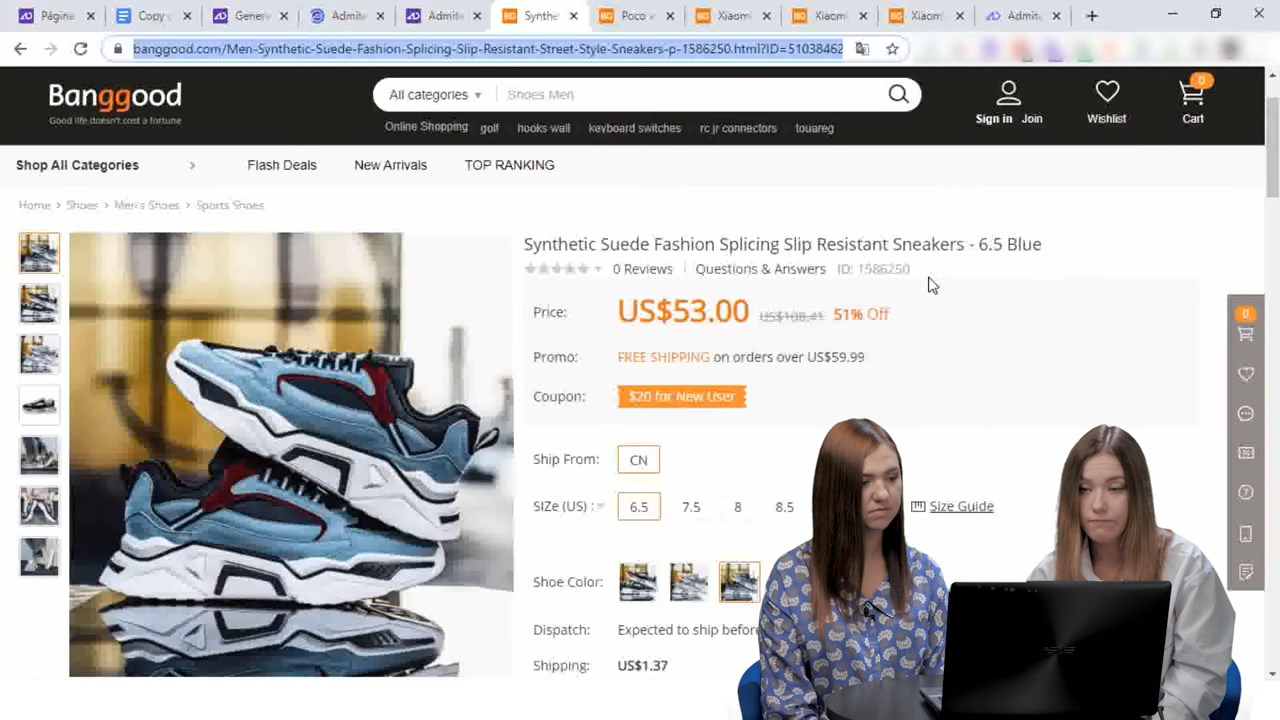 Página
Copy
Gener
Admite
Admit
Synthe
Poco
Xiaom
Xiaom
Xiaom
Admit
banggood.com/Men-Synthetic-Suede-Fashion-Splicing-Slip-Resistant-Street-Style-Sneakers-p-1586250.html?ID=51038462
Banggood
Good life doesn't cost a fortune
All categories
Shoes Men
Online Shopping golf hooks wall keyboard switches rc jr connectors touareg
Sign in Join
Wishlist
0
Cart
Shop All Categories > Flash Deals New Arrivals TOP RANKING
Home > Shoes > Men's Shoes > Sports Shoes
Synthetic Suede Fashion Splicing Slip Resistant Sneakers - 6.5 Blue
0 Reviews Questions & Answers ID: 1586250
Price: US$53.00 US$108.41 51% Off
Promo: FREE SHIPPING on orders over US$59.99
Coupon: $20 for New User
Ship From: CN
SIZe (US) : 6.5 7.5 8 8.5 Size Guide
Shoe Color:
Dispatch: Expected to ship before
Shipping: US$1.37
0
ASUS